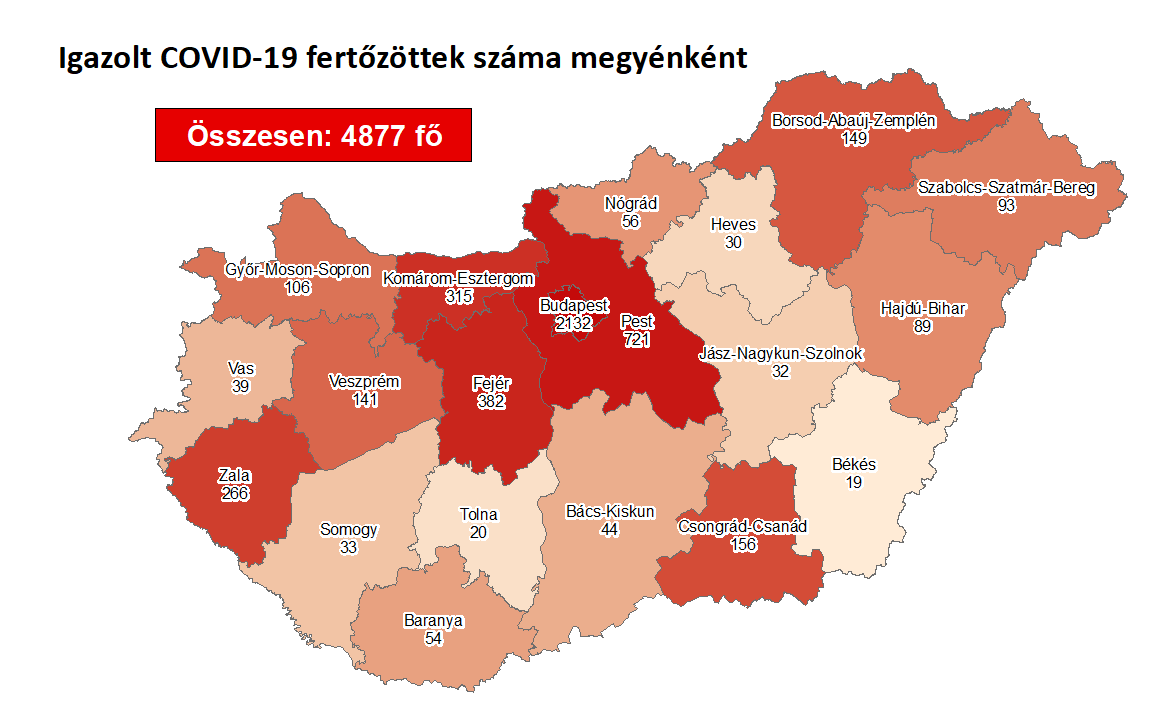 Igazolt COVID-19 fertőzöttek száma megyénként
Összesen: 4877 fő
Borsod-Abaúj-Zemplén
149
Szabolcs-Szatmár-Bereg
93
Nógrád
56
Heves
30
Győr-Moson-Sopron
106
Komárom-Esztergom
315
Budapest
2132
Pest
721
Hajdú-Bihar
89
Jász-Nagykun-Szolnok
32
Vas
39
Veszprém
141
Fejér
382
Zala
266
Békés
19
Somogy
33
Tolna
20
Bács-Kiskun
44
Csongrád-Csanád
156
Baranya
54